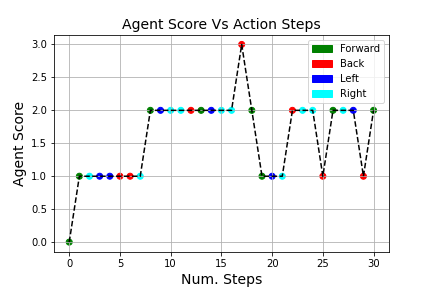 Agent Score Vs Action Steps
3.0
2.5
2.0
1.5
1.0
0.5
0.0
Agent Score
Forward
Back
Left
Right
0 5 10 15 20 25 30
Num. Steps